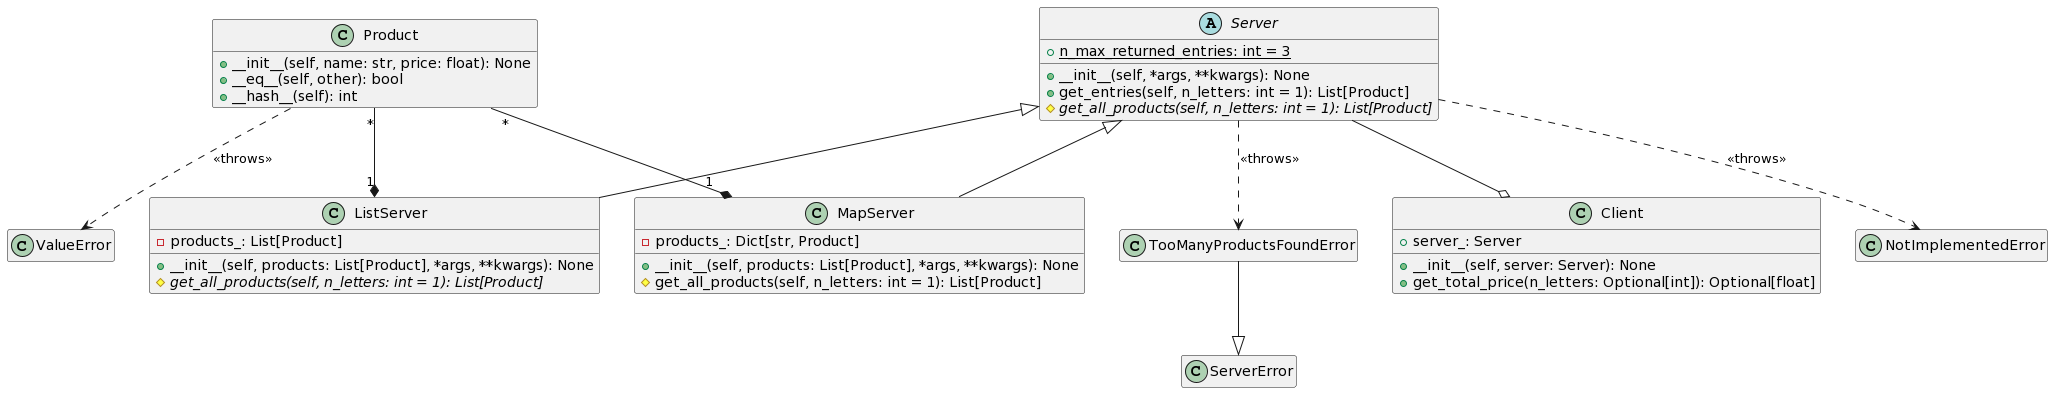 C Product
__init__(self, name: str, price: float): None
__eq__(self, other): bool
__hash__(self): int
A Server
n_max_returned_entries: int = 3
__init__(self, *args, **kwargs): None
get_entries(self, n_letters: int = 1): List[Product]
get_all_products(self, n_letters: int = 1): List[Product]
*
*
«throws»
«throws»
«throws»
1
1
C ValueError
C ListServer
products_: List[Product]
__init__(self, products: List[Product], *args, **kwargs): None
get_all_products(self, n_letters: int = 1): List[Product]
C MapServer
products_: Dict[str, Product]
__init__(self, products: List[Product], *args, **kwargs): None
get_all_products(self, n_letters: int = 1): List[Product]
C TooManyProductsFoundError
C Client
server_: Server
__init__(self, server: Server): None
get_total_price(n_letters: Optional[int]): Optional[float]
C NotImplementedError
C ServerError